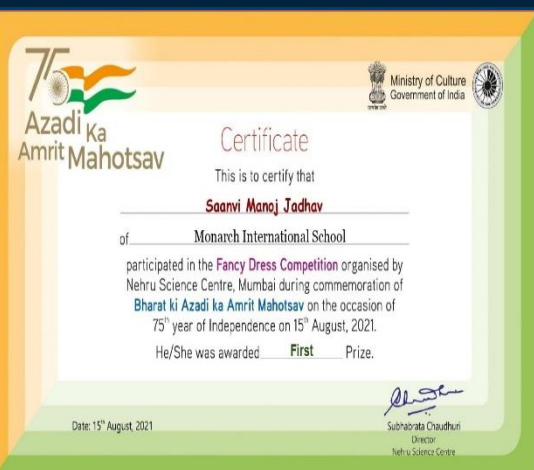 75
Azadi Ka
Amrit Mahotsav
Ministry of Culture
Government of India
Certificate
This is to certify that
Saanvi Manoj Jadhav
of Monarch International School
participated in the Fancy Dress Competition organised by
Nehru Science Centre, Mumbai during commemoration of
Bharat ki Azadi ka Amrit Mahotsav on the occasion of
75th year of Independence on 15th August, 2021.
He/She was awarded First Prize.
Date: 15th August, 2021
Subhabrata Chaudhuri
Director
Nehru Science Centre